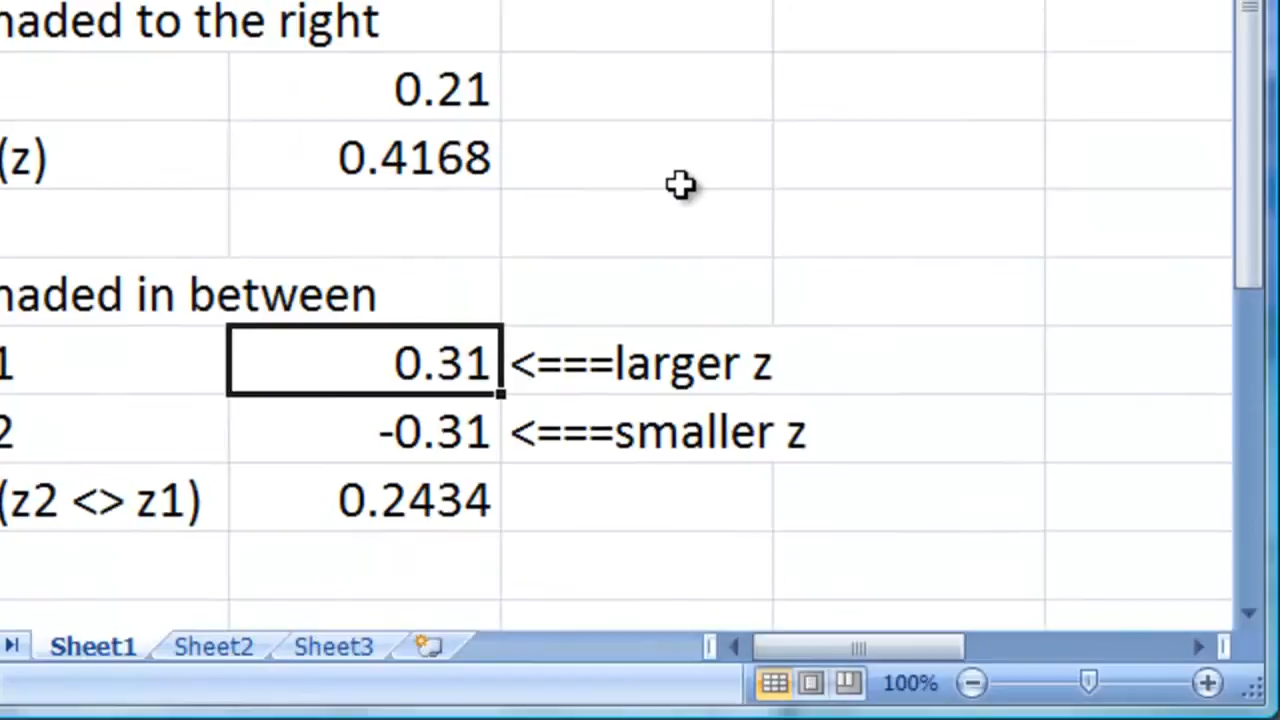 haded to the right
0.21
(z) 0.4168
haded in between
1 0.31 <===larger z
2 -0.31 <===smaller z
(z2 <> z1) 0.2434
Sheet1 Sheet2 Sheet3
100%